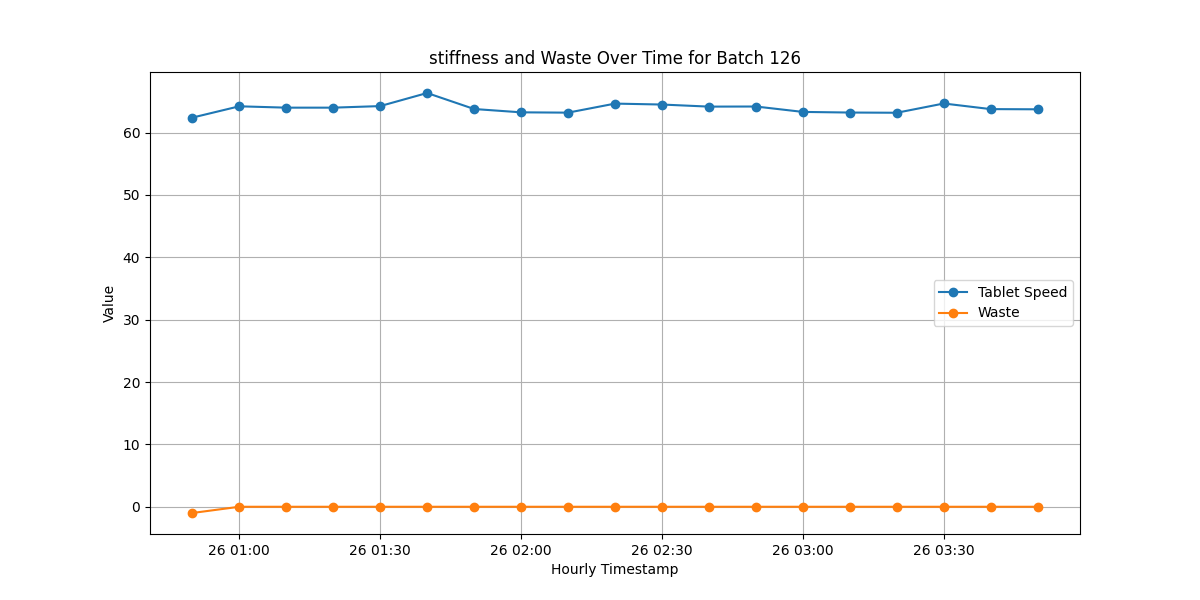 stiffness and Waste Over Time for Batch 126
60
50
40
30
20
10
0
Value
Tablet Speed
Waste
26 01:00 26 01:30 26 02:00 26 02:30 26 03:00 26 03:30
Hourly Timestamp